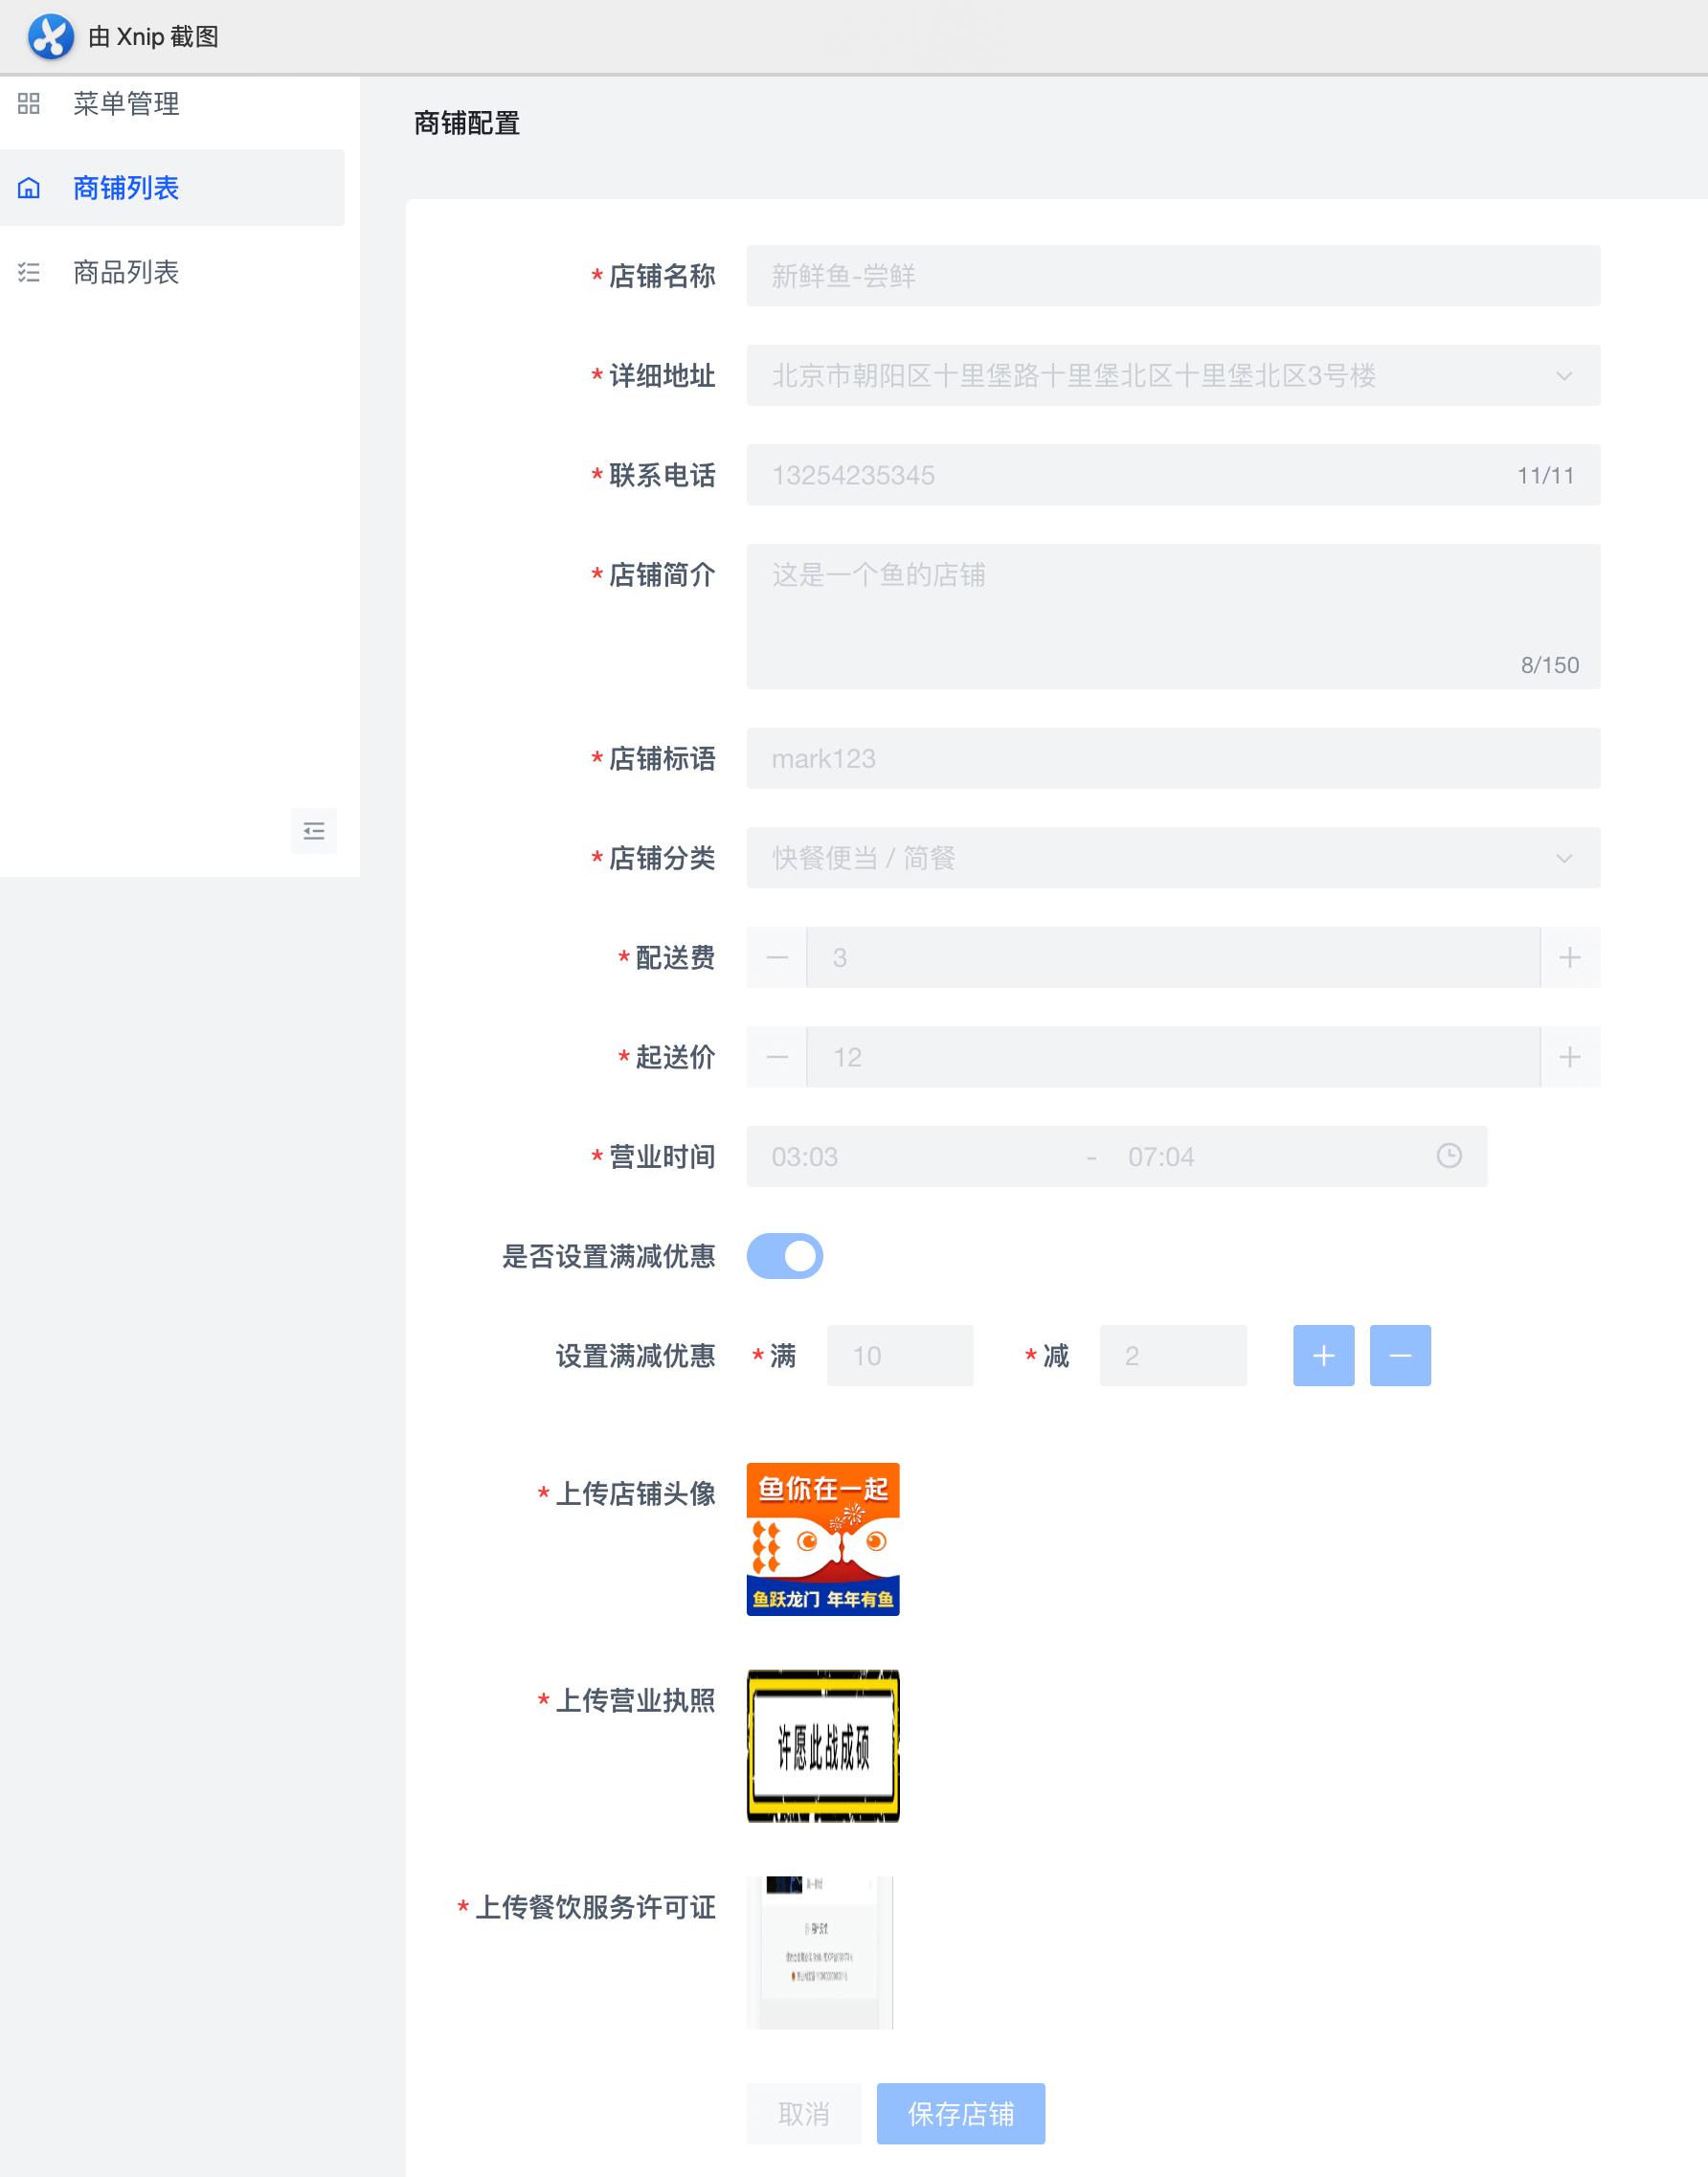 由 Xnip 截图
菜单管理
商铺列表
商品列表
商铺配置
* 店铺名称 新鲜鱼-尝鲜
* 详细地址 北京市朝阳区十里堡路十里堡北区十里堡北区3号楼
* 联系电话 13254235345 11/11
* 店铺简介 这是一个鱼的店铺
8/150
* 店铺标语 mark123
* 店铺分类 快餐便当 / 简餐
* 配送费 3
* 起送价 12
* 营业时间 03:03 - 07:04
是否设置满减优惠
设置满减优惠 * 满 10 * 减 2
* 上传店铺头像
鱼你在一起
鱼跃龙门 年年有鱼
* 上传营业执照
许愿此战成硕
* 上传餐饮服务许可证
取消 保存店铺